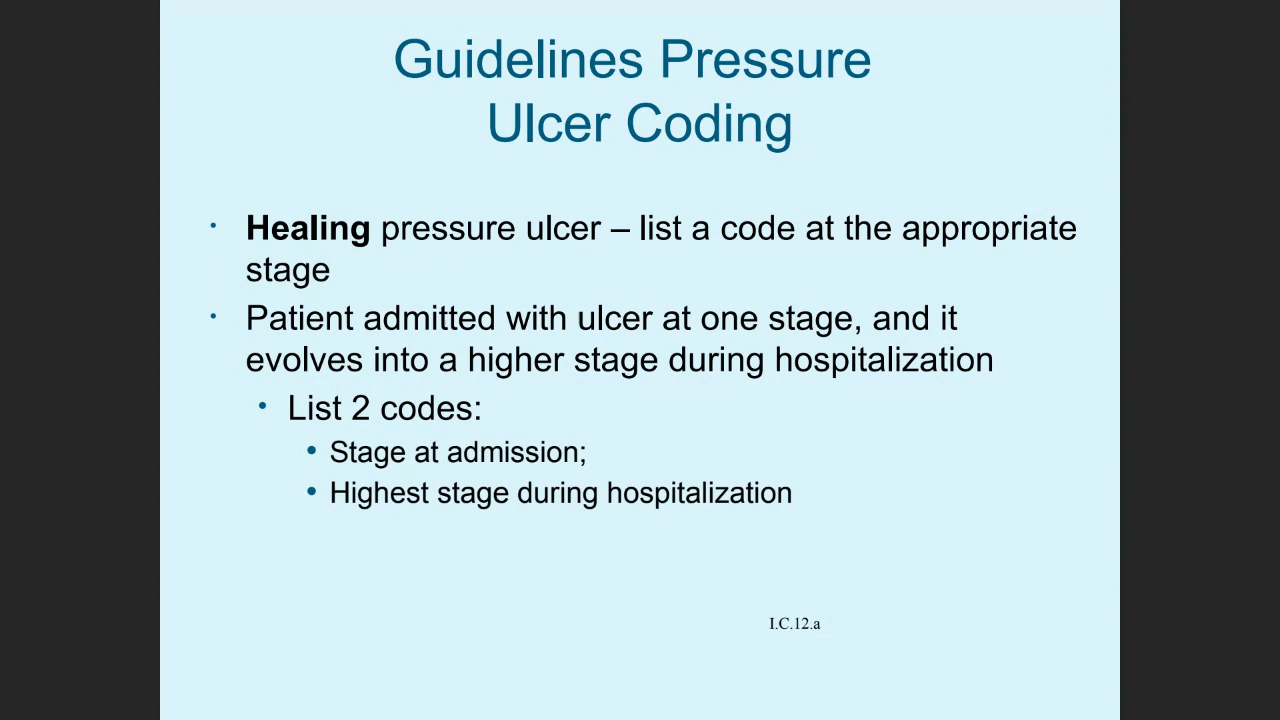 Guidelines Pressure
Ulcer Coding
• Healing pressure ulcer – list a code at the appropriate
stage
• Patient admitted with ulcer at one stage, and it
evolves into a higher stage during hospitalization
• List 2 codes:
• Stage at admission;
• Highest stage during hospitalization
I.C.12.a